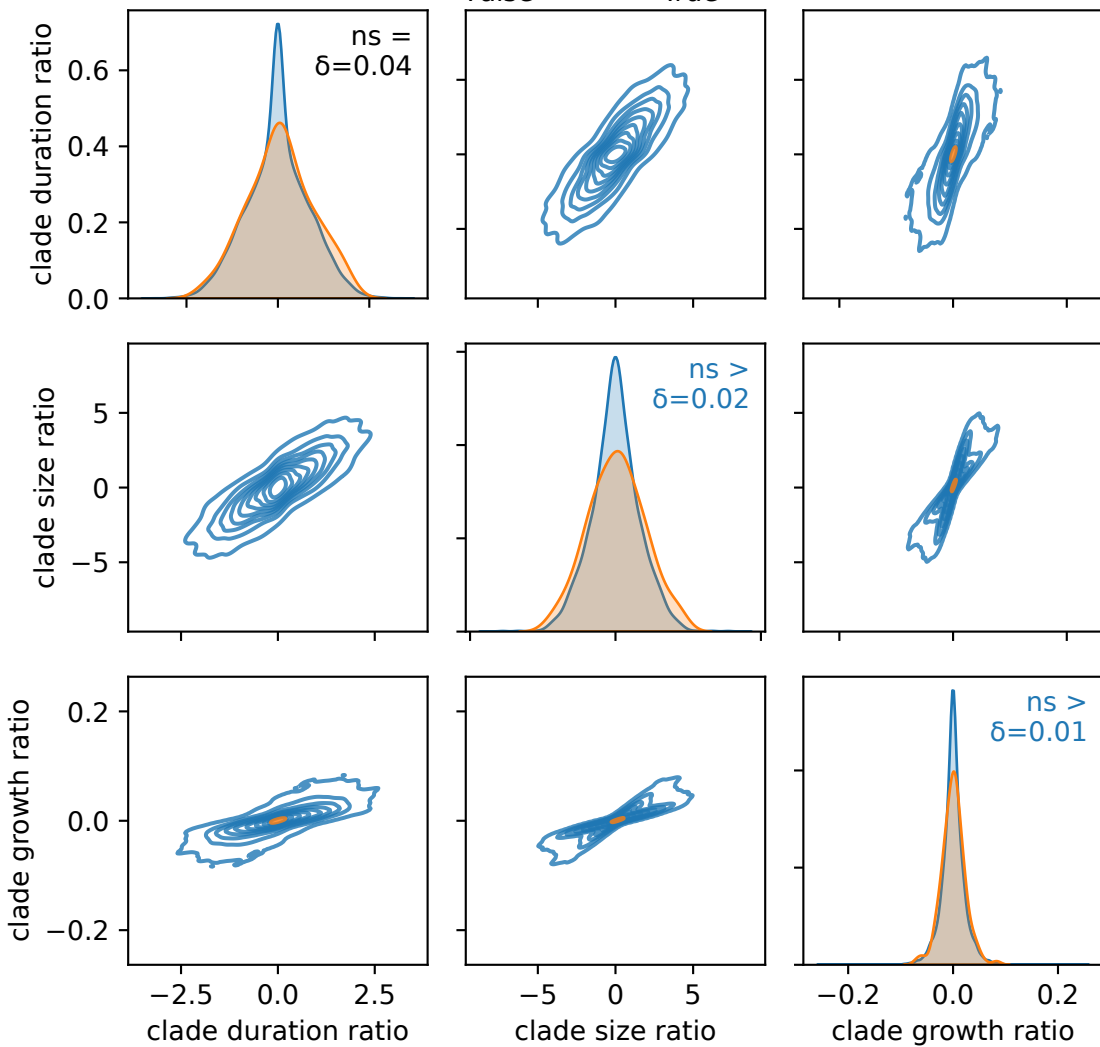 clade duration ratio
0.6
0.4
0.2
0.0
ns =
δ=0.04
clade size ratio
5
0
−5
ns >
δ=0.02
clade growth ratio
0.2
0.0
−0.2
ns >
δ=0.01
−2.5 0.0 2.5
−5 0 5
−0.2 0.0 0.2
clade duration ratio
clade size ratio
clade growth ratio